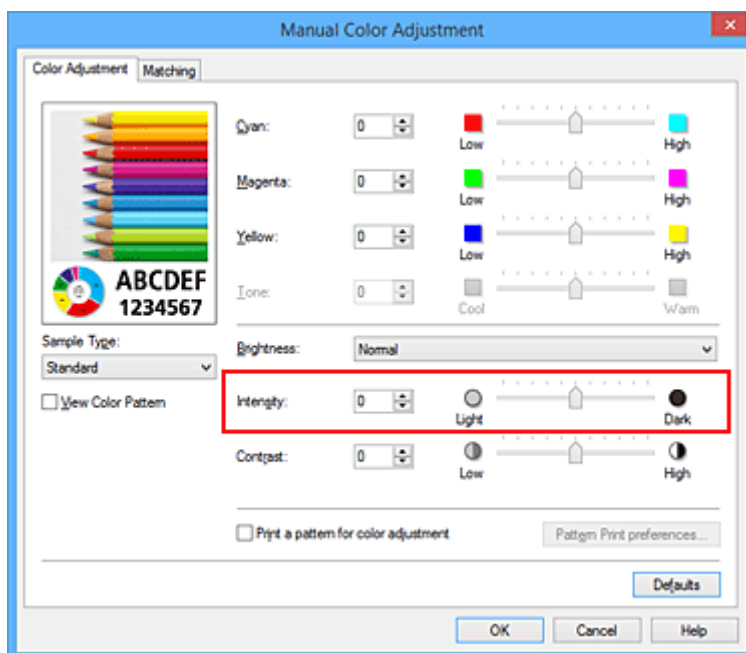 Manual Color Adjustment
Color Adjustment Matching
ABCDEF
1234567
Sample Type:
Standard
View Color Pattern
Cyan: 0 Low High
Magenta: 0 Low High
Yellow: 0 Low High
Tone: 0 Cool Warm
Brightness: Normal
Intensity: 0 Light Dark
Contrast: 0 Low High
Print a pattern for color adjustment Pattern Print preferences...
Defaults
OK Cancel Help